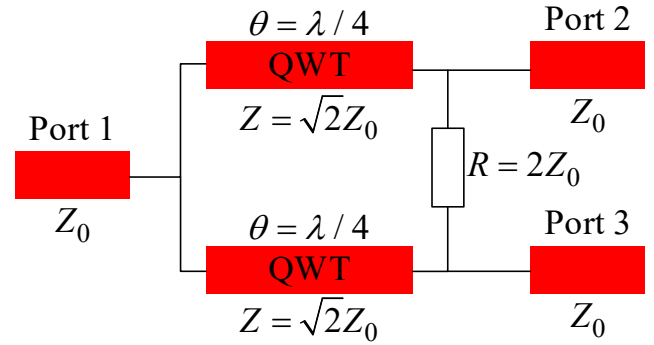 θ = λ / 4
Port 2
QWT
Z = √2Z₀
Z₀
Port 1
Z₀
R = 2Z₀
θ = λ / 4
Port 3
QWT
Z = √2Z₀
Z₀